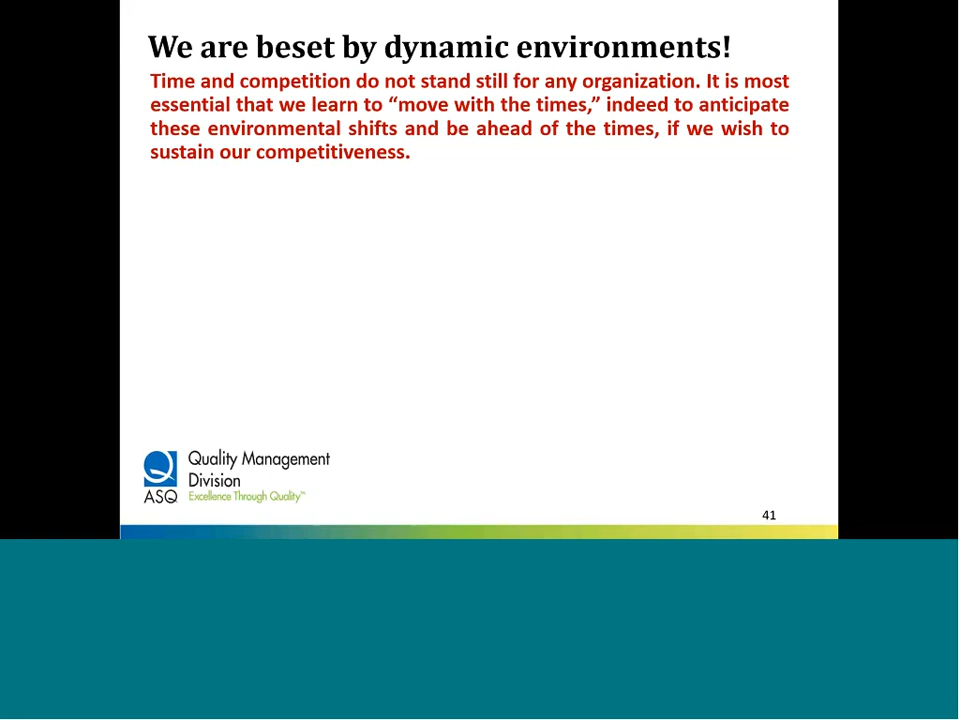 We are beset by dynamic environments!
Time and competition do not stand still for any organization. It is most
essential that we learn to “move with the times,” indeed to anticipate
these environmental shifts and be ahead of the times, if we wish to
sustain our competitiveness.
Quality Management
Division
ASQ Excellence Through Quality™
41